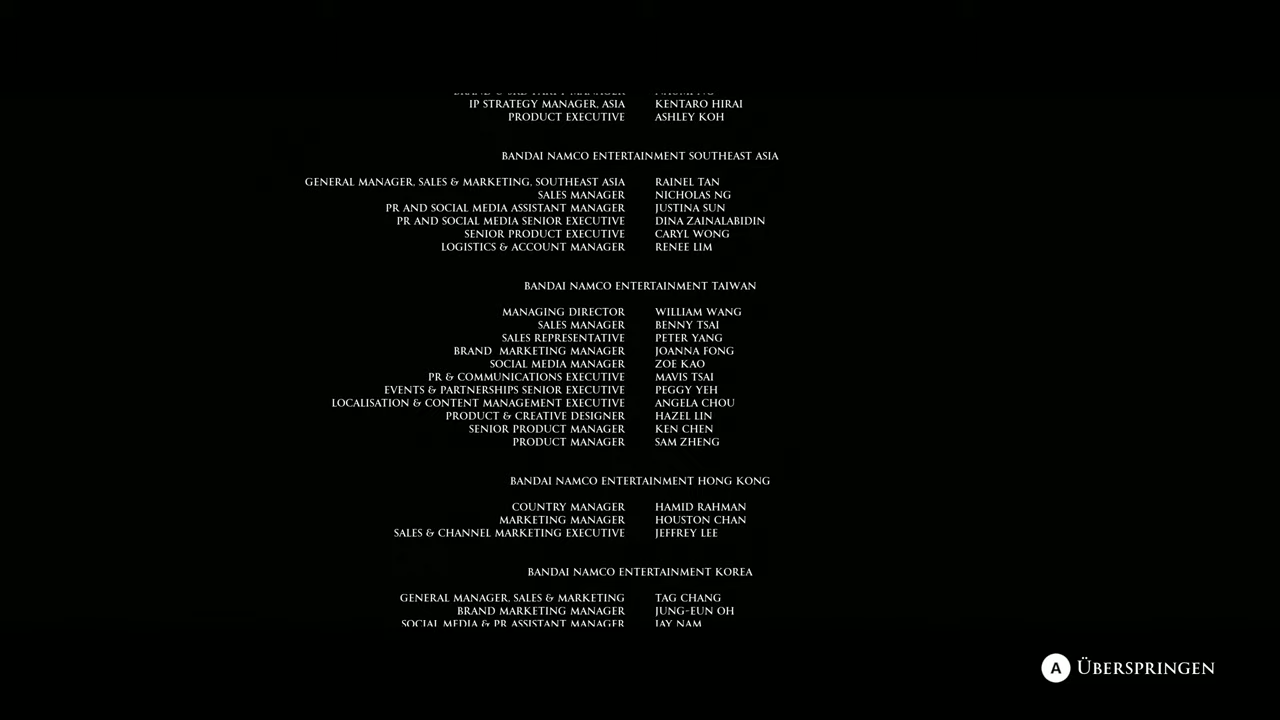 IP STRATEGY MANAGER, ASIA KENTARO HIRAI
PRODUCT EXECUTIVE ASHLEY KOH
BANDAI NAMCO ENTERTAINMENT SOUTHEAST ASIA
GENERAL MANAGER, SALES & MARKETING, SOUTHEAST ASIA RAINEL TAN
SALES MANAGER NICHOLAS NG
PR AND SOCIAL MEDIA ASSISTANT MANAGER JUSTINA SUN
PR AND SOCIAL MEDIA SENIOR EXECUTIVE DINA ZAINALABIDIN
SENIOR PRODUCT EXECUTIVE CARYL WONG
LOGISTICS & ACCOUNT MANAGER RENEE LIM
BANDAI NAMCO ENTERTAINMENT TAIWAN
MANAGING DIRECTOR WILLIAM WANG
SALES MANAGER BENNY TSAI
SALES REPRESENTATIVE PETER YANG
BRAND MARKETING MANAGER JOANNA FONG
SOCIAL MEDIA MANAGER ZOE KAO
PR & COMMUNICATIONS EXECUTIVE MAVIS TSAI
EVENTS & PARTNERSHIPS SENIOR EXECUTIVE PEGGY YEH
LOCALISATION & CONTENT MANAGEMENT EXECUTIVE ANGELA CHOU
PRODUCT & CREATIVE DESIGNER HAZEL LIN
SENIOR PRODUCT MANAGER KEN CHEN
PRODUCT MANAGER SAM ZHENG
BANDAI NAMCO ENTERTAINMENT HONG KONG
COUNTRY MANAGER HAMID RAHMAN
MARKETING MANAGER HOUSTON CHAN
SALES & CHANNEL MARKETING EXECUTIVE JEFFREY LEE
BANDAI NAMCO ENTERTAINMENT KOREA
GENERAL MANAGER, SALES & MARKETING TAG CHANG
BRAND MARKETING MANAGER JUNG-EUN OH
SOCIAL MEDIA & PR ASSISTANT MANAGER JAY NAM
A ÜBERSPRINGEN